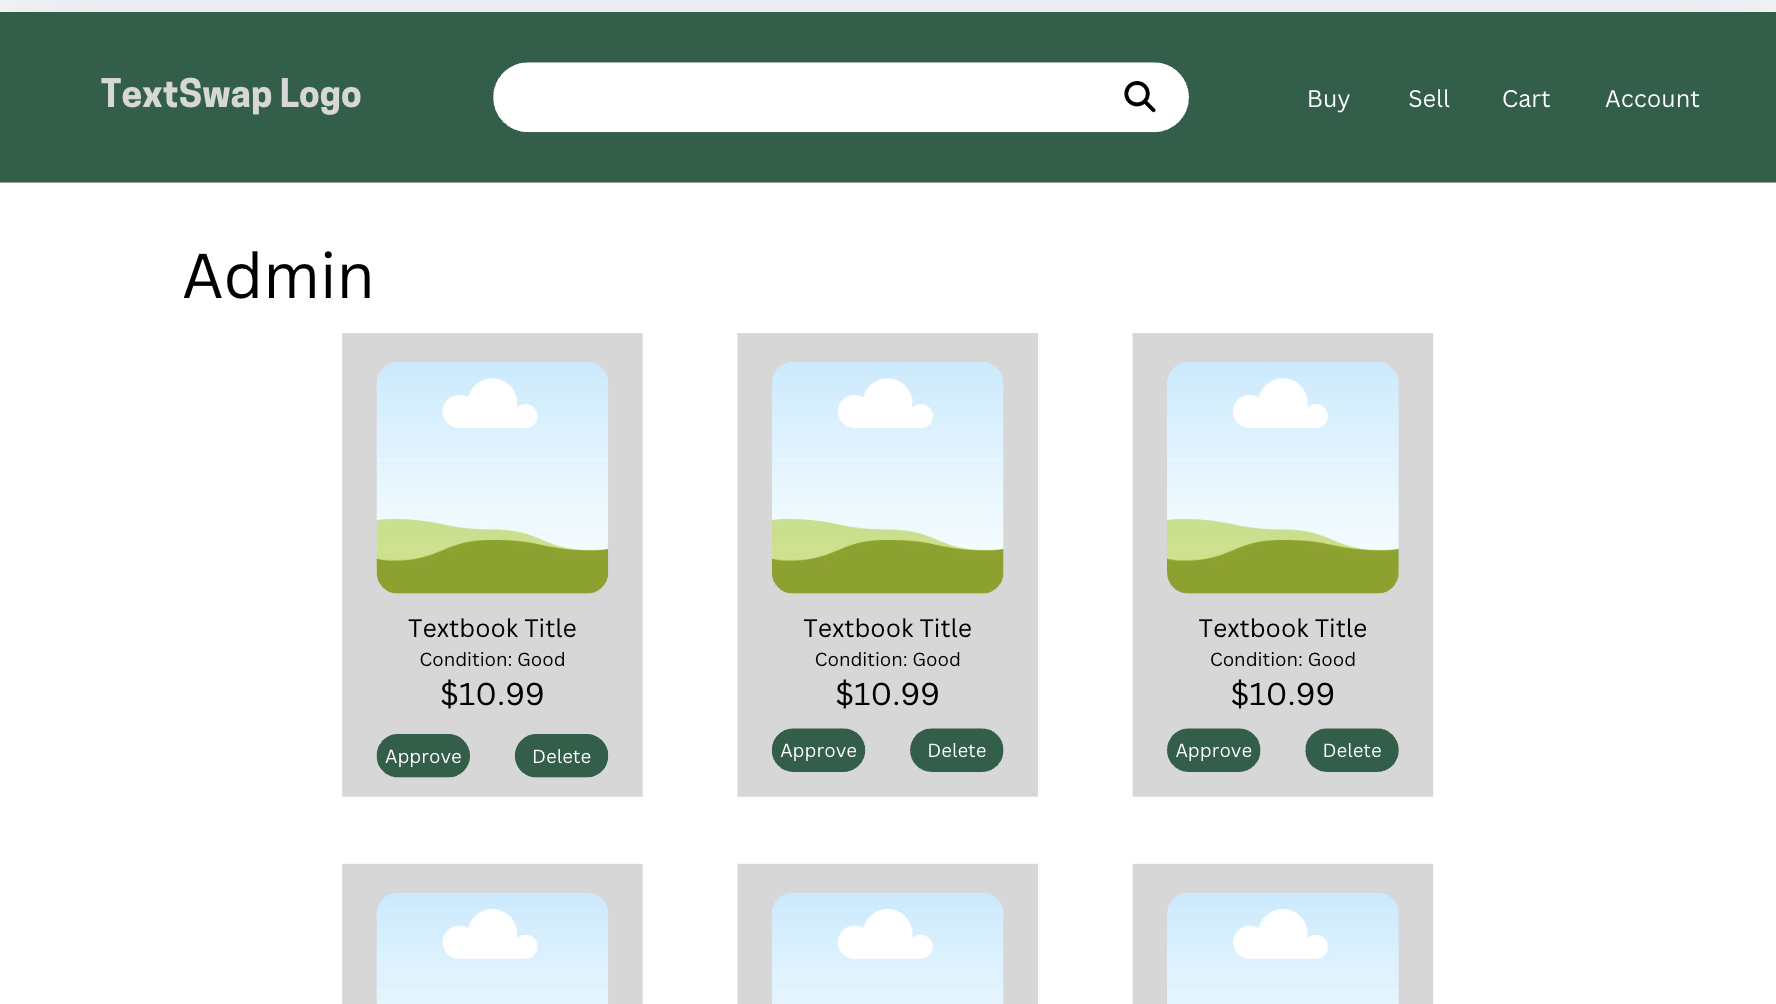 TextSwap Logo
Buy Sell Cart Account
Admin
Textbook Title
Condition: Good
$10.99
Approve Delete
Textbook Title
Condition: Good
$10.99
Approve Delete
Textbook Title
Condition: Good
$10.99
Approve Delete